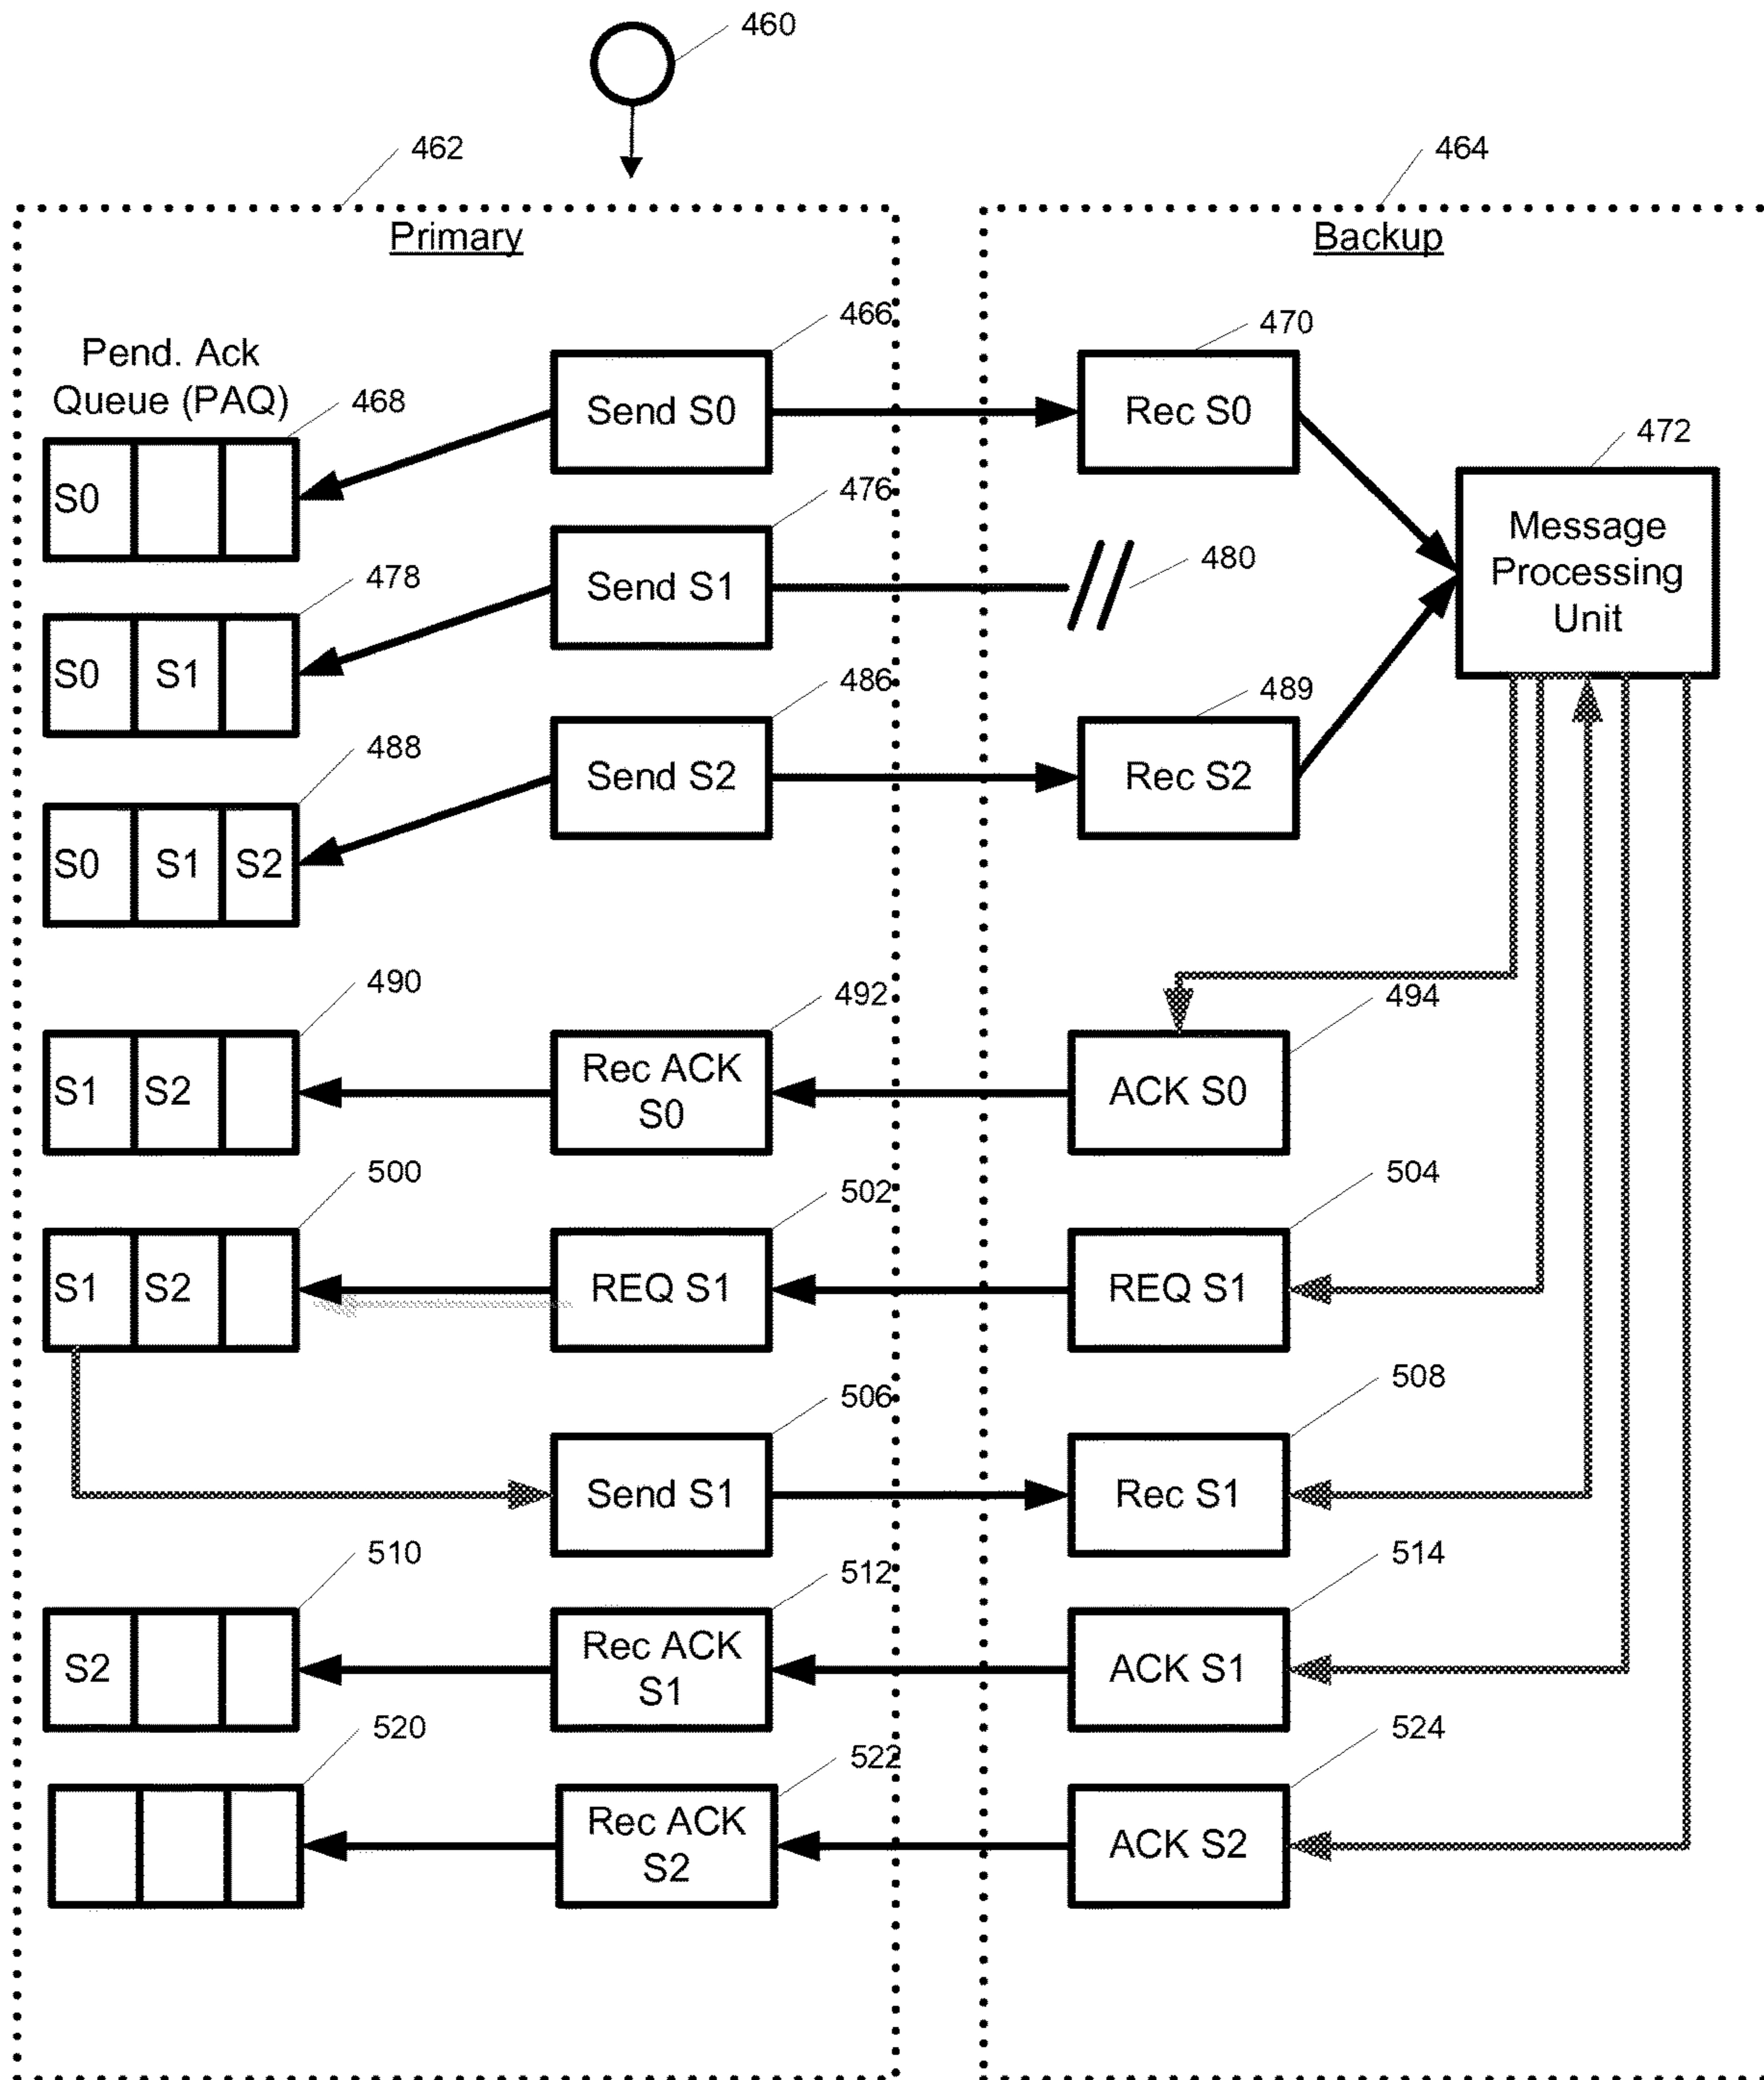 460
462
464
Primary
Backup
466
470
Pend. Ack
Queue (PAQ)
468
Send S0
Rec S0
472
S0
476
Message
Processing
Unit
478
Send S1
480
S0 S1
486
489
488
Send S2
Rec S2
S0 S1 S2
490
492
494
S1 S2
Rec ACK
S0
ACK S0
500
502
504
S1 S2
REQ S1
REQ S1
506
508
Send S1
Rec S1
510
512
514
S2
Rec ACK
S1
ACK S1
520
522
524
Rec ACK
S2
ACK S2